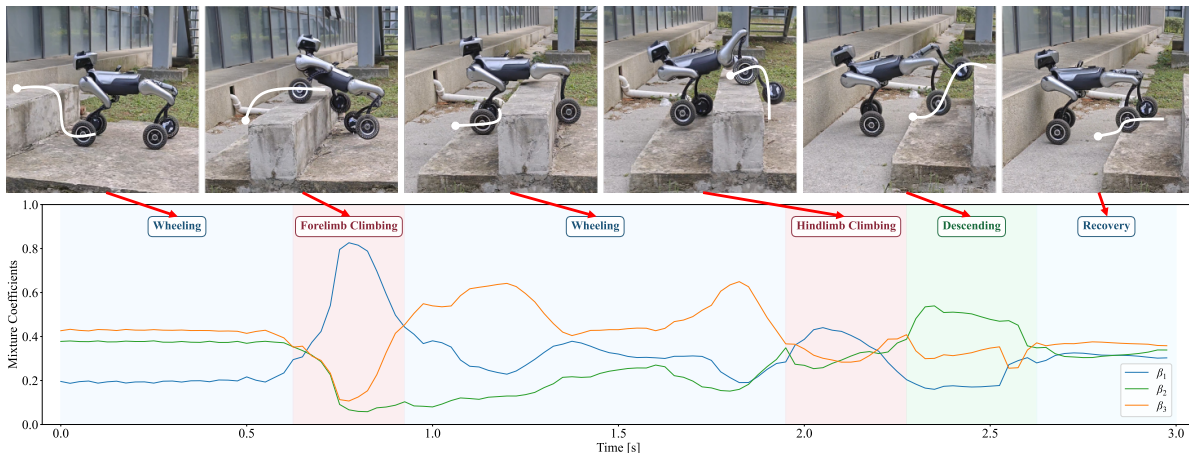 Wheeling
Forelimb Climbing
Wheeling
Hindlimb Climbing
Descending
Recovery
Mixture Coefficients
1.0
0.8
0.6
0.4
0.2
0.0
β1
β2
β3
0.0
0.5
1.0
1.5
2.0
2.5
3.0
Time [s]